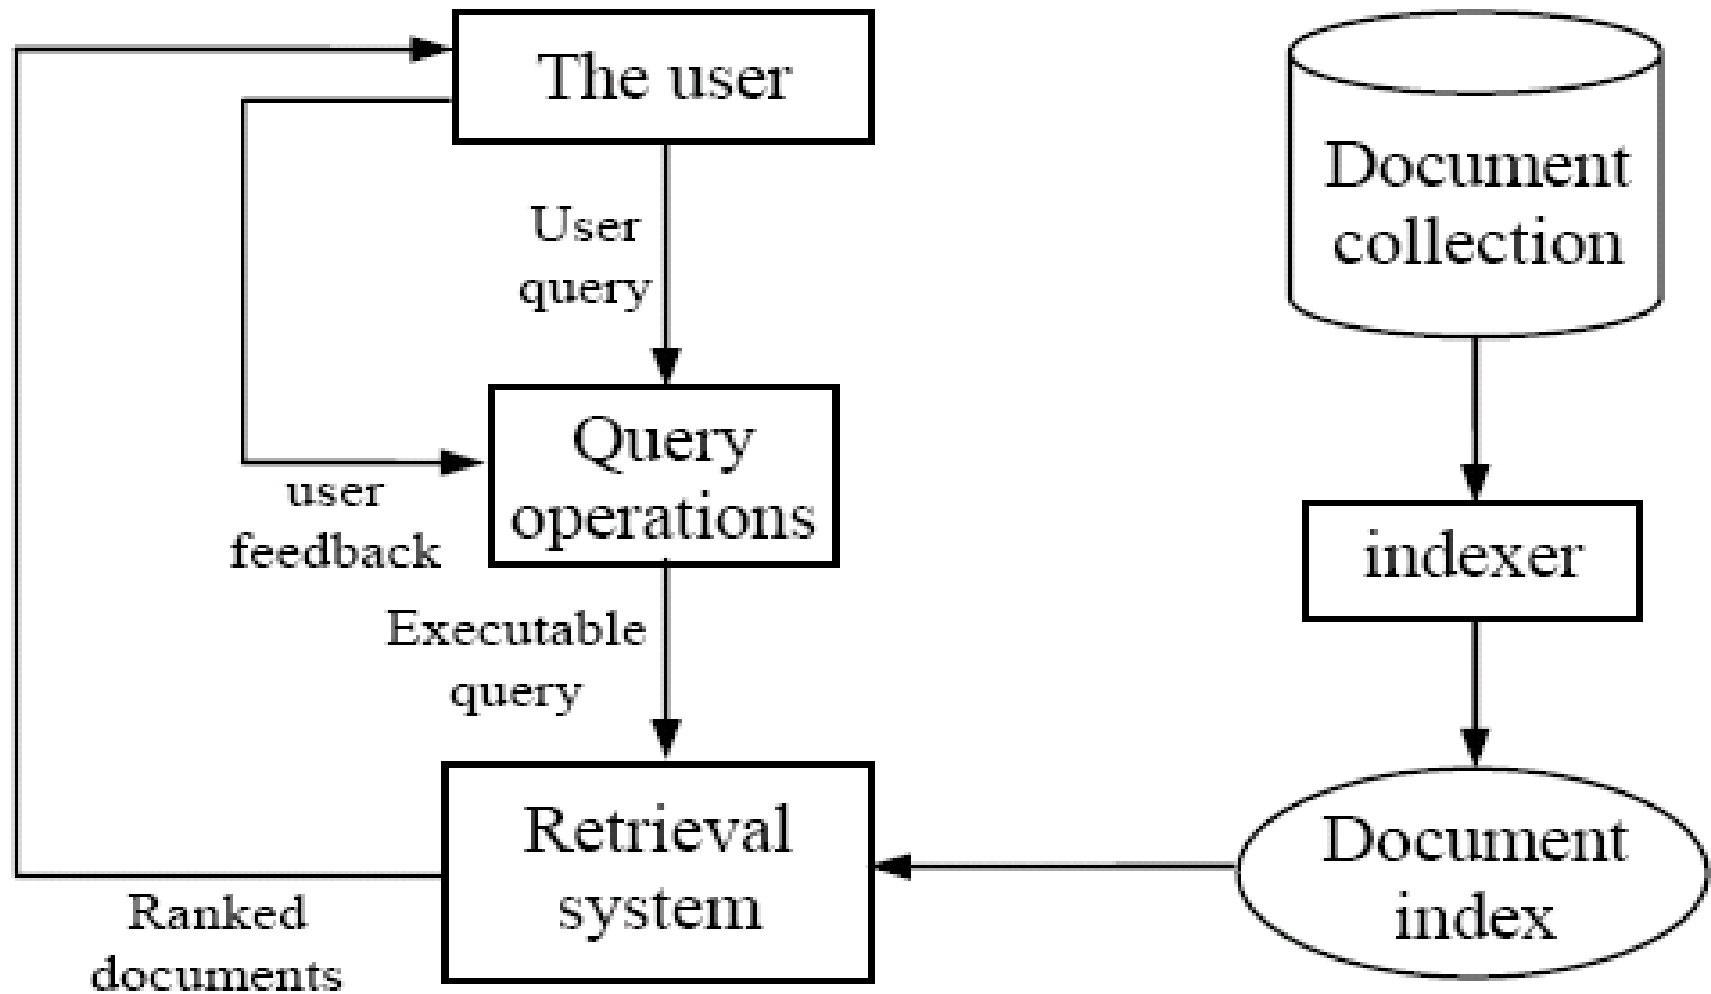 The user
Document
collection
User
query
Query
operations
user
feedback
indexer
Executable
query
Retrieval
system
Document
index
Ranked
documents